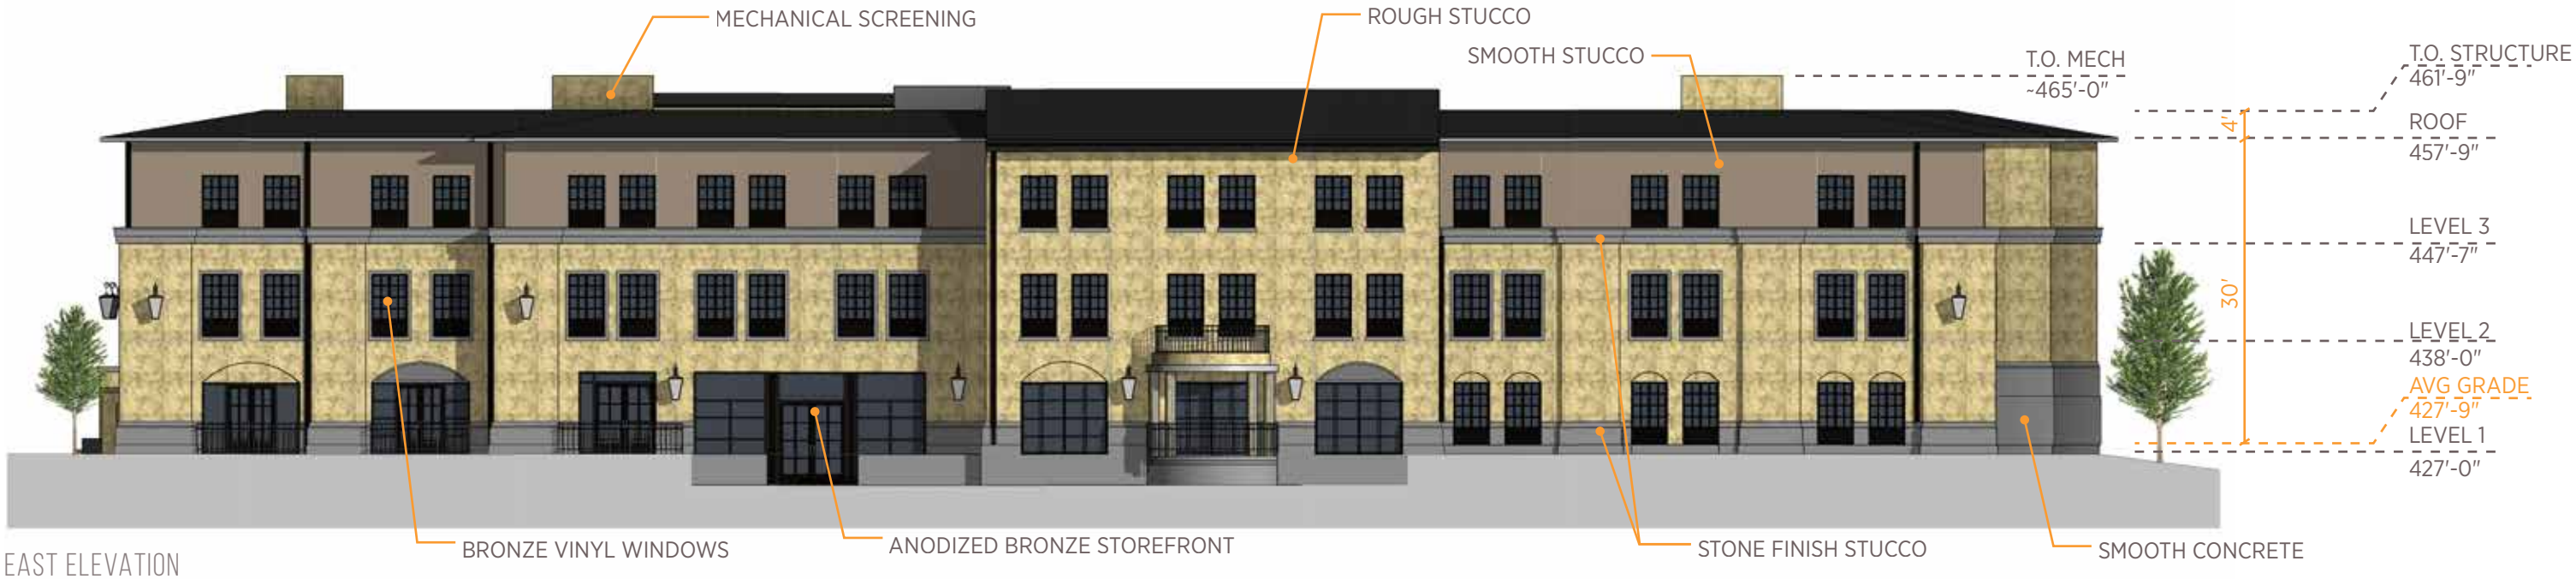 MECHANICAL SCREENING
ROUGH STUCCO
SMOOTH STUCCO
T.O. MECH
~465'-0"
T.O. STRUCTURE
461'-9"
4'
ROOF
457'-9"
LEVEL 3
447'-7"
30'
LEVEL 2
438'-0"
AVG GRADE
427'-9"
LEVEL 1
427'-0"
BRONZE VINYL WINDOWS
ANODIZED BRONZE STOREFRONT
STONE FINISH STUCCO
SMOOTH CONCRETE
EAST ELEVATION